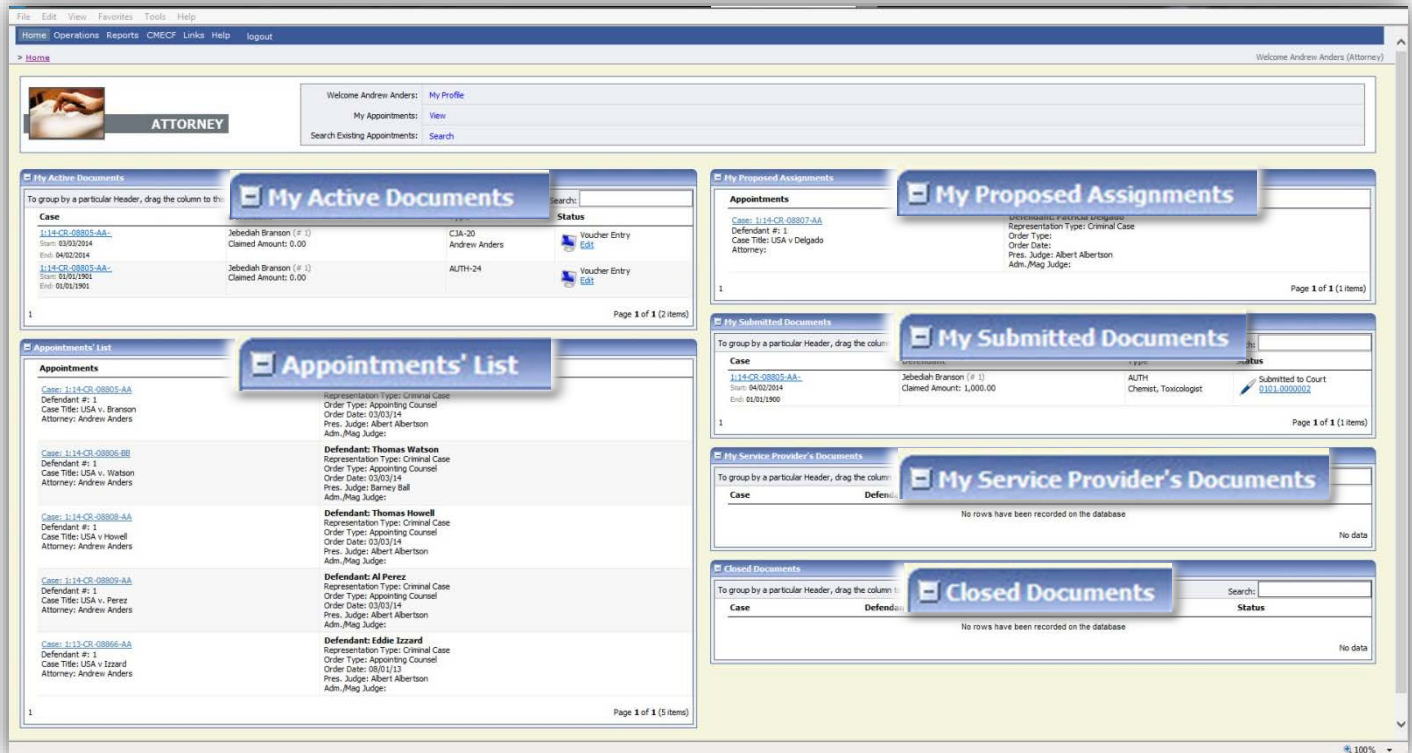 File Edit View Favorites Tools Help
Home Operations Reports CMECF Links Help logout
> Home
Welcome Andrew Anders (Attorney)
ATTORNEY
Welcome Andrew Anders: My Profile
My Appointments: View
Search Existing Appointments: Search
My Active Documents
My Active Documents
To group by a particular Header, drag the column to this
Search:
Case Status
1:14-CR-08805-AA- Jebediah Branson (# 1) CJA-20 Voucher Entry
Start: 03/03/2014 Claimed Amount: 0.00 Andrew Anders Edit
End: 04/02/2014
1:14-CR-08805-AA- Jebediah Branson (# 1) AUTH-24 Voucher Entry
Start: 01/01/1901 Claimed Amount: 0.00 Edit
End: 01/01/1901
1 Page 1 of 1 (2 items)
Appointments' List
Appointments' List
Appointments
Case: 1:14-CR-08805-AA
Defendant #: 1
Case Title: USA v. Branson
Attorney: Andrew Anders
Representation Type: Criminal Case
Order Type: Appointing Counsel
Order Date: 03/03/14
Pres. Judge: Albert Albertson
Adm./Mag Judge:
Case: 1:14-CR-08806-BB
Defendant #: 1
Case Title: USA v. Watson
Attorney: Andrew Anders
Defendant: Thomas Watson
Representation Type: Criminal Case
Order Type: Appointing Counsel
Order Date: 03/03/14
Pres. Judge: Barney Ball
Adm./Mag Judge:
Case: 1:14-CR-08808-AA
Defendant #: 1
Case Title: USA v Howell
Attorney: Andrew Anders
Defendant: Thomas Howell
Representation Type: Criminal Case
Order Type: Appointing Counsel
Order Date: 03/03/14
Pres. Judge: Albert Albertson
Adm./Mag Judge:
Case: 1:14-CR-08809-AA
Defendant #: 1
Case Title: USA v. Perez
Attorney: Andrew Anders
Defendant: Al Perez
Representation Type: Criminal Case
Order Type: Appointing Counsel
Order Date: 03/03/14
Pres. Judge: Albert Albertson
Adm./Mag Judge:
Case: 1:13-CR-08866-AA
Defendant #: 1
Case Title: USA v Izzard
Attorney: Andrew Anders
Defendant: Eddie Izzard
Representation Type: Criminal Case
Order Type: Appointing Counsel
Order Date: 08/01/13
Pres. Judge: Albert Albertson
Adm./Mag Judge:
1 Page 1 of 1 (5 items)
My Proposed Assignments
My Proposed Assignments
Appointments
Case: 1:14-CR-08807-AA
Defendant #: 1
Case Title: USA v Delgado
Attorney:
Defendant: Patricia Delgado
Representation Type: Criminal Case
Order Type:
Order Date:
Pres. Judge: Albert Albertson
Adm./Mag Judge:
1 Page 1 of 1 (1 items)
My Submitted Documents
My Submitted Documents
To group by a particular Header, drag the column
Case Defendant Type Status
1:14-CR-08805-AA- Jebediah Branson (# 1) AUTH Submitted to Court
Start: 04/02/2014 Claimed Amount: 1,000.00 Chemist, Toxicologist 0101.0000002
End: 01/01/1900
1 Page 1 of 1 (1 items)
My Service Provider's Documents
My Service Provider's Documents
To group by a particular Header, drag the column
Case
No rows have been recorded on the database
No data
Closed Documents
Closed Documents
To group by a particular Header, drag the column
Search:
Case Status
No rows have been recorded on the database
No data
100%